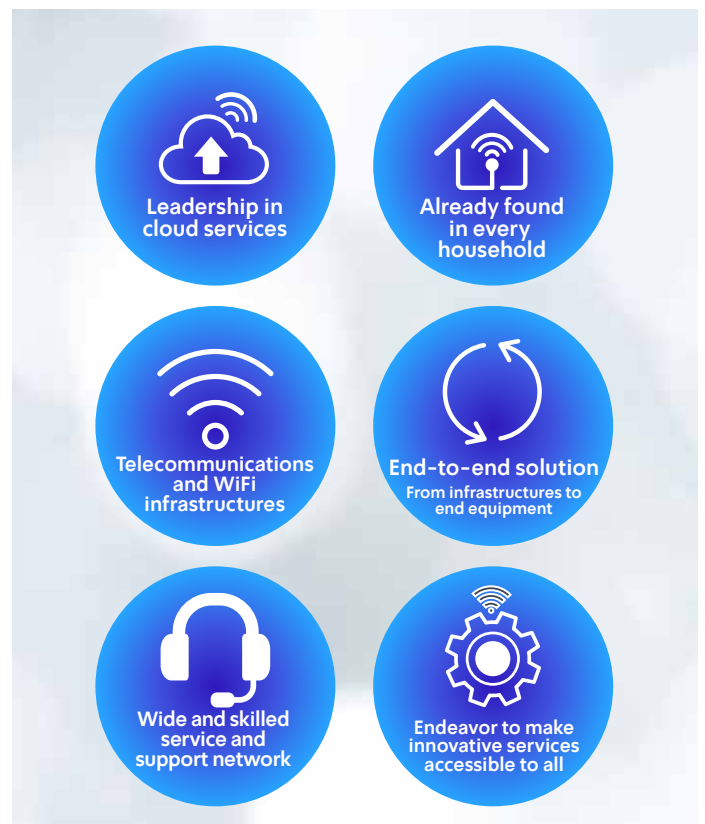 Leadership in
cloud services
Already found
in every
household
Telecommunications
and WiFi
infrastructures
End-to-end solution
From infrastructures to
end equipment
Wide and skilled
service and
support network
Endeavor to make
innovative services
accessible to all